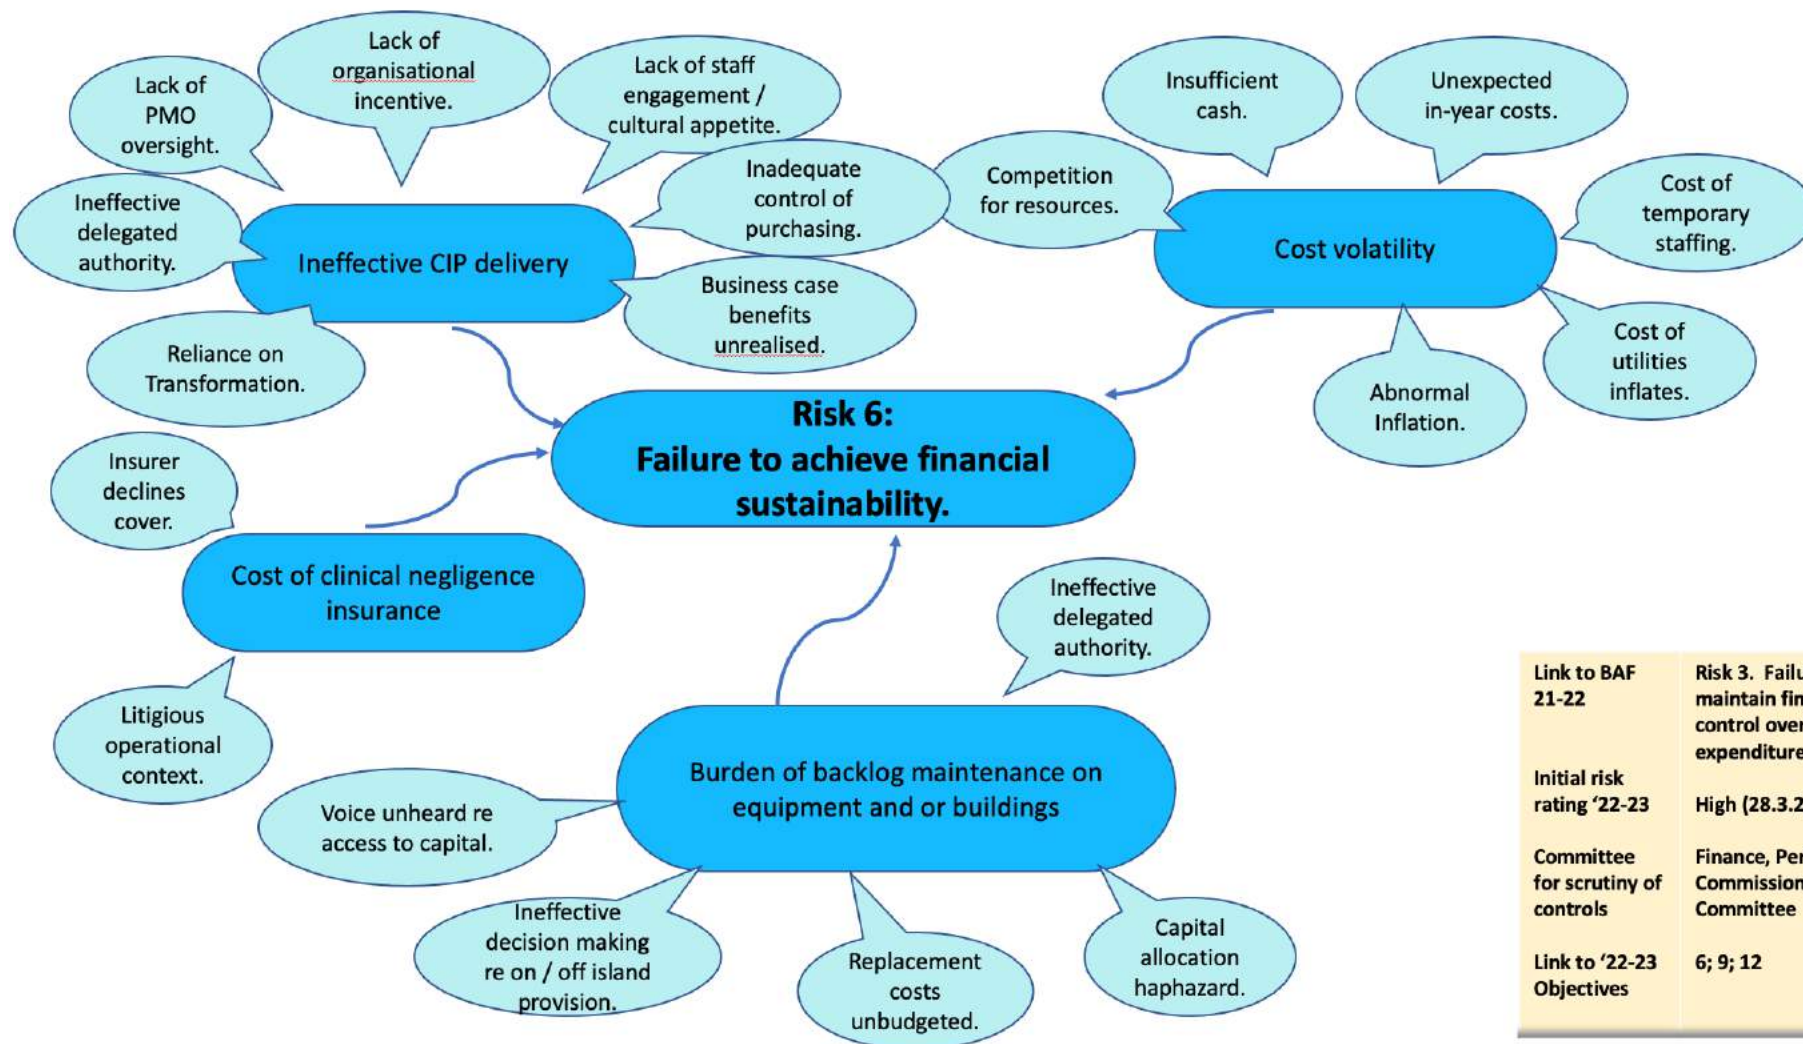 Lack of
organisational
incentive.
Lack of
PMO
oversight.
Lack of staff
engagement /
cultural appetite.
Ineffective
delegated
authority.
Ineffective CIP delivery
Inadequate
control of
purchasing.
Business case
benefits
unrealised.
Reliance on
Transformation.
Insufficient
cash.
Unexpected
in-year costs.
Competition
for resources.
Cost volatility
Cost of
temporary
staffing.
Cost of
utilities
inflates.
Abnormal
Inflation.
Risk 6:
Failure to achieve financial
sustainability.
Insurer
declines
cover.
Cost of clinical negligence
insurance
Litigious
operational
context.
Ineffective
delegated
authority.
Burden of backlog maintenance on
equipment and or buildings
Voice unheard re
access to capital.
Ineffective
decision making
re on / off island
provision.
Replacement
costs
unbudgeted.
Capital
allocation
haphazard.
Link to BAF
21-22
Risk 3. 
maintain
control over
expenditure
Initial risk
rating ‘22-23
High
Committee
for scrutiny of
controls
Finance,
Committee
Link to ‘22-23
Objectives
6; 9; 12